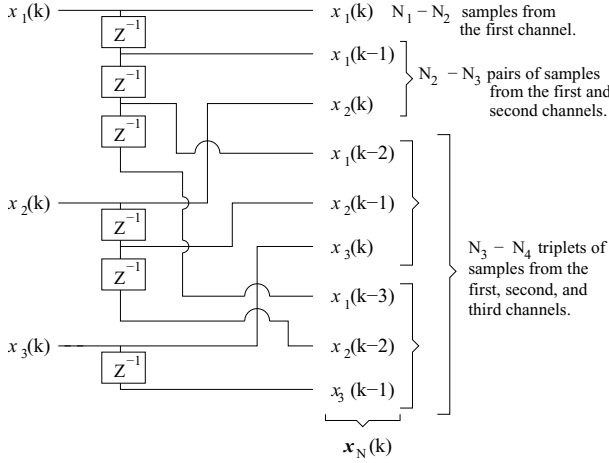 x1(k)
x1(k) N1 − N2 samples from
the first channel.
Z−1
x1(k−1)
N2 − N3 pairs of samples
from the first and
second channels.
Z−1
x2(k)
Z−1
x1(k−2)
x2(k)
x2(k−1)
Z−1
x3(k)
N3 − N4 triplets of
samples from the
first, second, and
third channels.
Z−1
x1(k−3)
x3(k)
x2(k−2)
Z−1
x3(k−1)
xN(k)